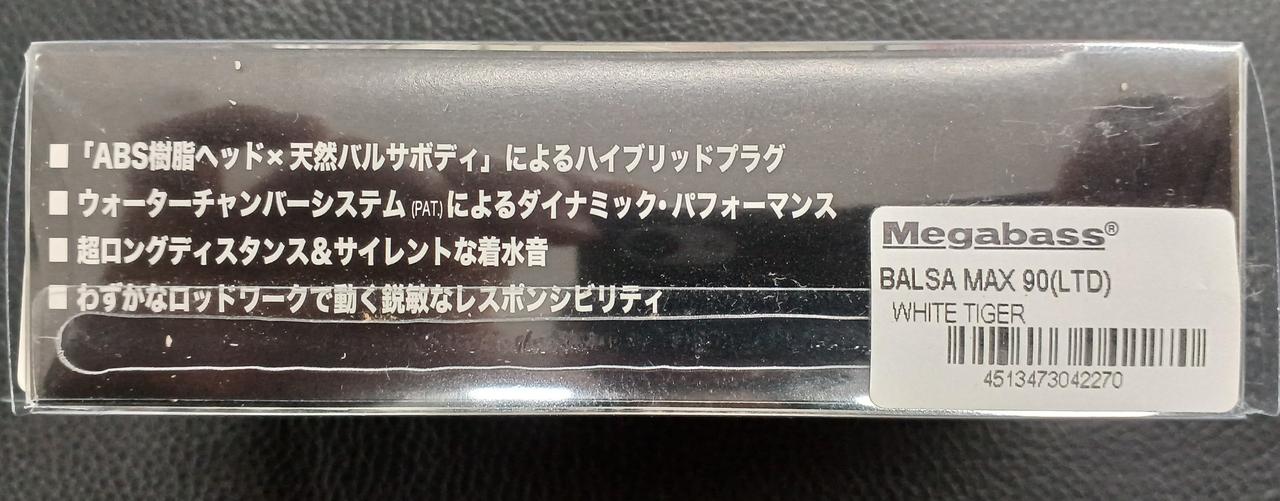 ■「ABS樹脂ヘッド×天然バルサボディ」によるハイブリッドプラグ
■ ウォーターチャンバーシステム(PAT.)によるダイナミック・パフォーマンス
■ 超ロングディスタンス&サイレントな着水音
■ わずかなロッドワークで動く鋭敏なレスポンシビリティ
Megabass®
BALSA MAX 90(LTD)
WHITE TIGER
4513473042270